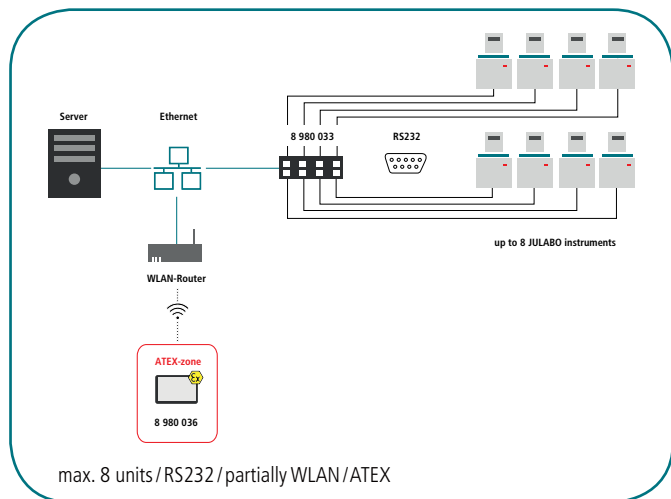 Server
Ethernet
8 980 033
RS232
up to 8 JULABO instruments
WLAN-Router
ATEX-zone
Ex
8 980 036
max. 8 units / RS232 / partially WLAN / ATEX